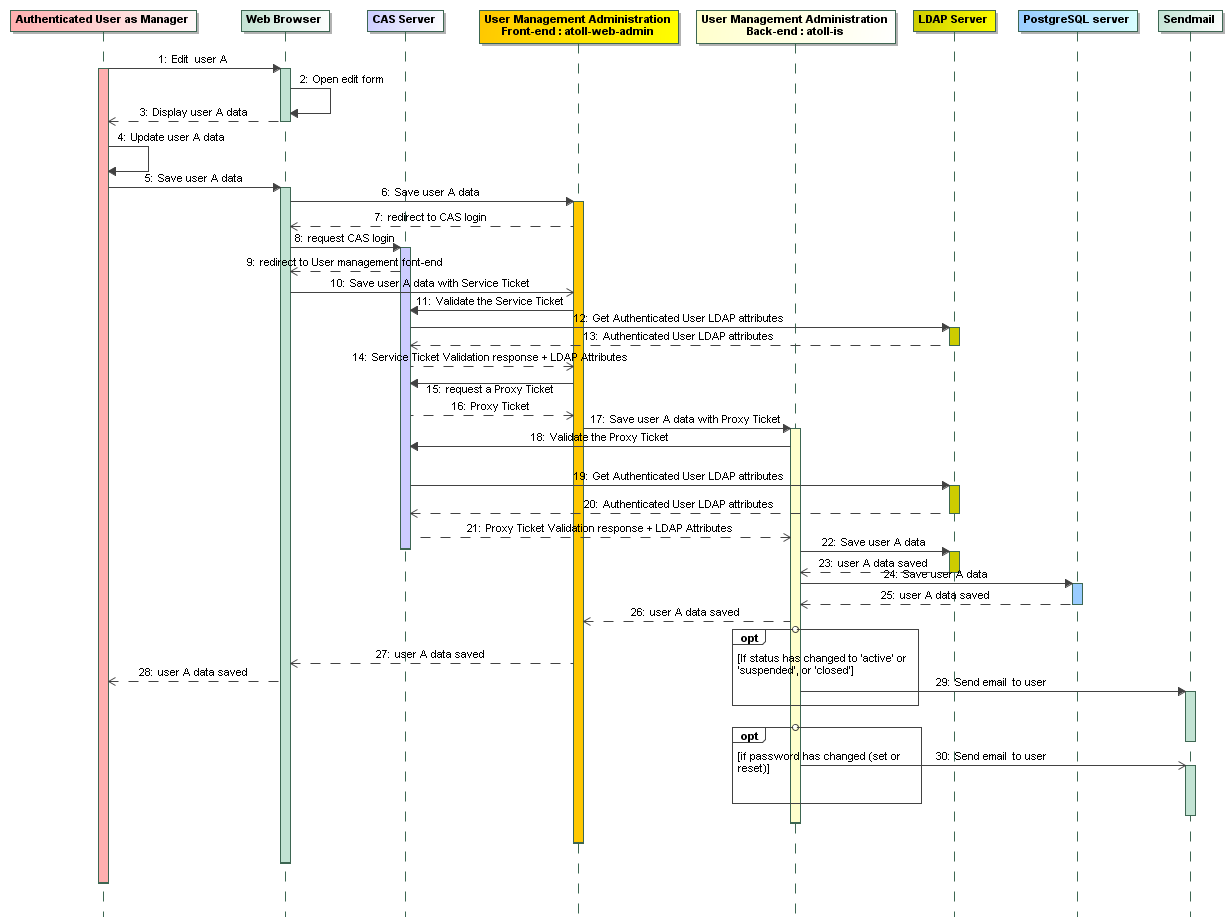 Authenticated User as Manager
Web Browser
CAS Server
User Management Administration
Front-end : atoll-web-admin
User Management Administration
Back-end : atoll-is
LDAP Server
PostgreSQL server
Sendmail
1: Edit user A
2: Open edit form
3: Display user A data
4: Update user A data
5: Save user A data
6: Save user A data
7: redirect to CAS login
8: request CAS login
9: redirect to User management font-end
10: Save user A data with Service Ticket
11: Validate the Service Ticket
12: Get Authenticated User LDAP attributes
13: Authenticated User LDAP attributes
14: Service Ticket Validation response + LDAP Attributes
15: request a Proxy Ticket
16: Proxy Ticket
17: Save user A data with Proxy Ticket
18: Validate the Proxy Ticket
19: Get Authenticated User LDAP attributes
20: Authenticated User LDAP attributes
21: Proxy Ticket Validation response + LDAP Attributes
22: Save user A data
23: user A data saved
24: Save user A data
25: user A data saved
26: user A data saved
opt
[If status has changed to 'active' or
'suspended', or 'closed']
27: user A data saved
28: user A data saved
29: Send email to user
opt
[if password has changed (set or
reset)]
30: Send email to user